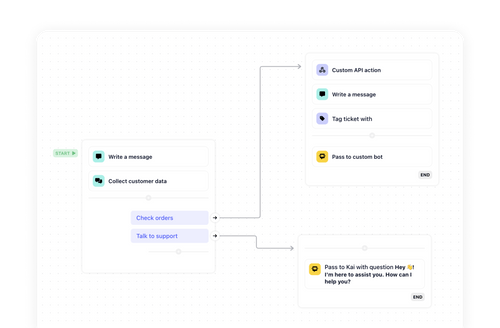 Custom API action
Write a message
Tag ticket with
Pass to custom bot
END
START
Write a message
Collect customer data
Check orders
Talk to support
Pass to Kai with question Hey 👋!
I'm here to assist you. How can I
help you?
END